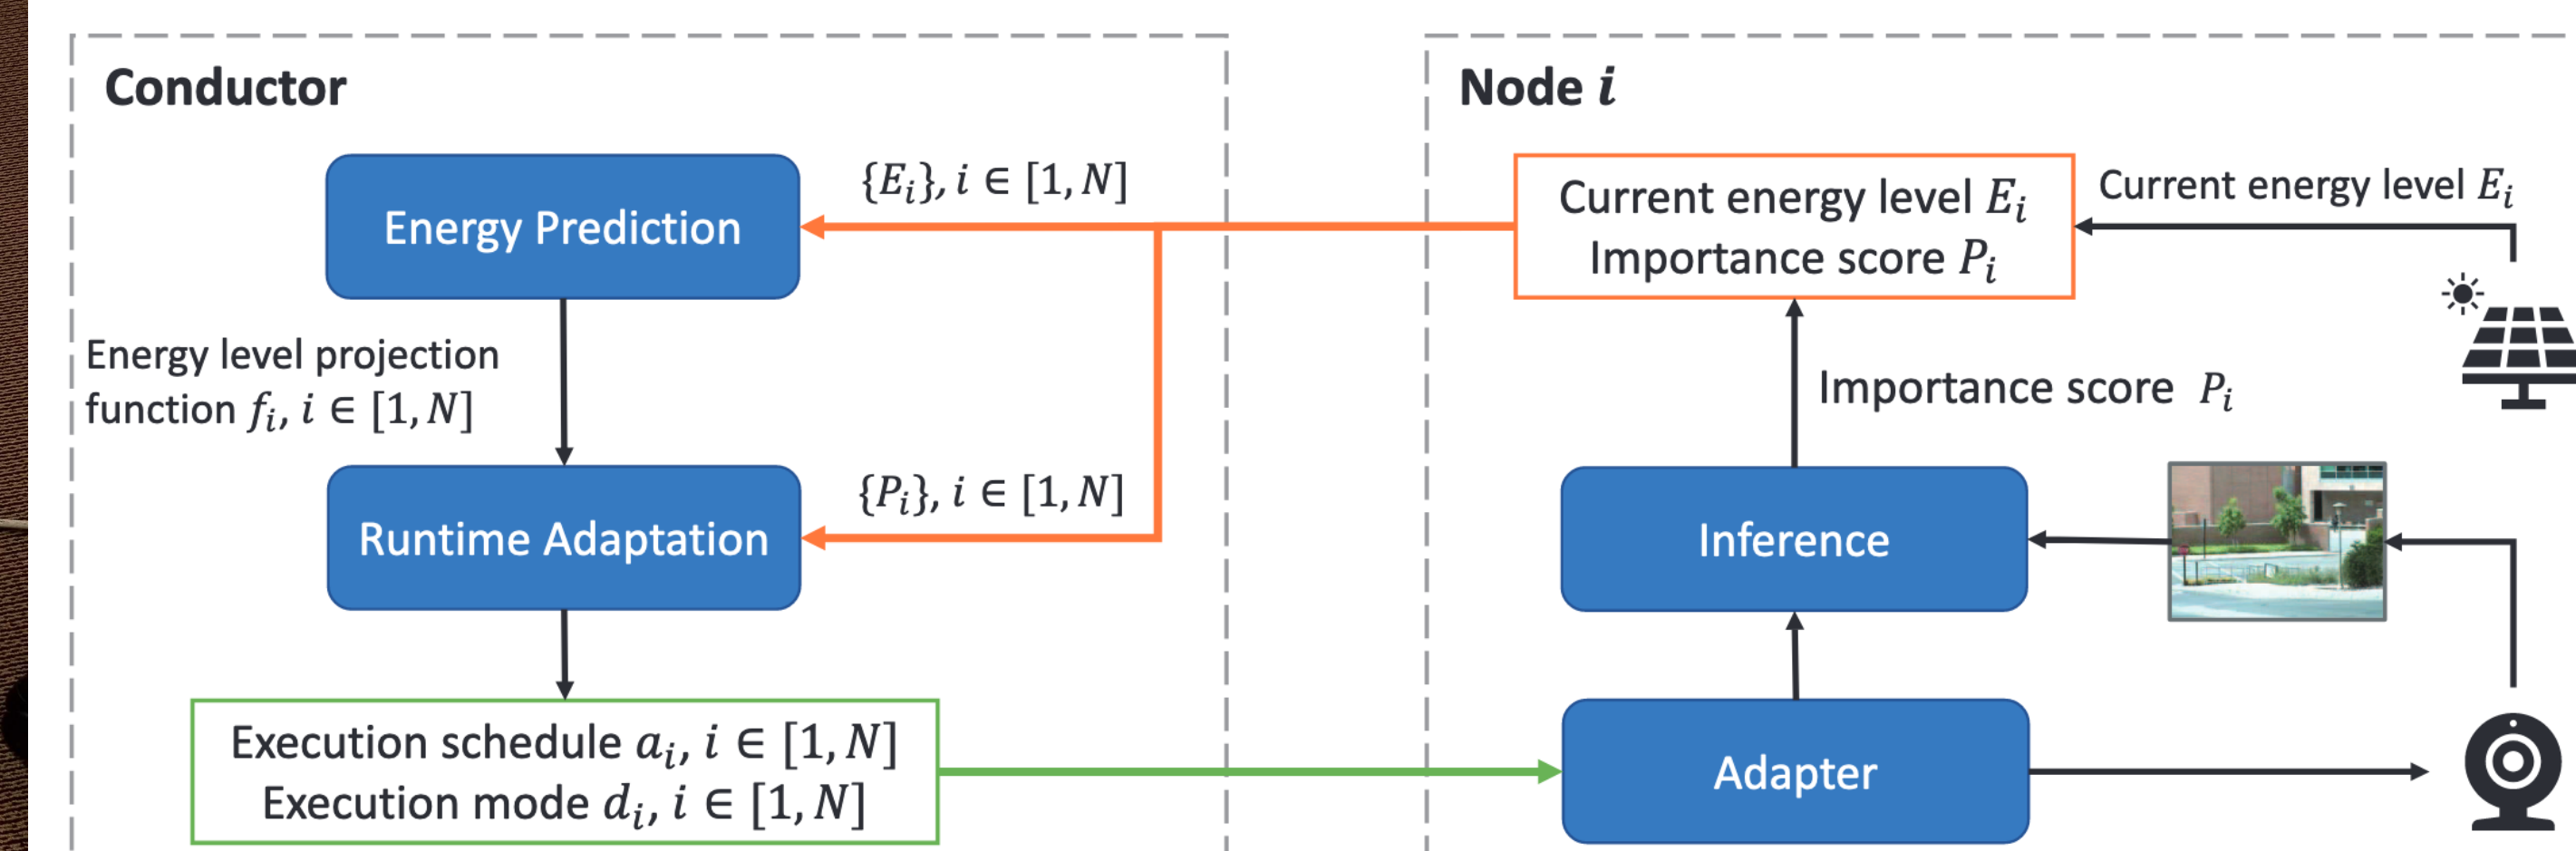 Conductor
Energy Prediction
{E_i}, i ∈ [1, N]
Energy level projection
function f_i, i ∈ [1, N]
Runtime Adaptation
{P_i}, i ∈ [1, N]
Execution schedule a_i, i ∈ [1, N]
Execution mode d_i, i ∈ [1, N]
Node i
Current energy level E_i
Importance score P_i
Current energy level E_i
Importance score P_i
Inference
Adapter